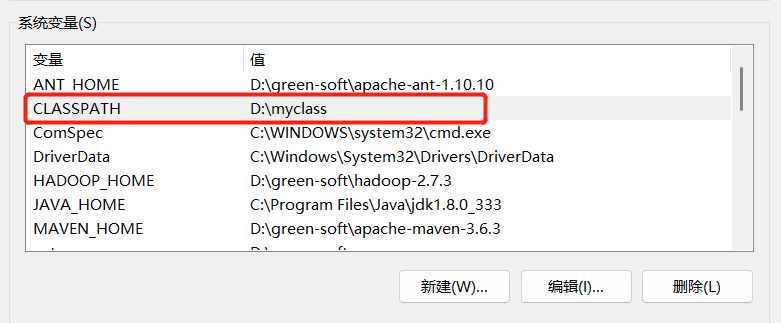 系统变量(S)
变量 值
ANT_HOME D:\green-soft\apache-ant-1.10.10
CLASSPATH D:\myclass
ComSpec C:\WINDOWS\system32\cmd.exe
DriverData C:\Windows\System32\Drivers\DriverData
HADOOP_HOME D:\green-soft\hadoop-2.7.3
JAVA_HOME C:\Program Files\Java\jdk1.8.0_333
MAVEN_HOME D:\green-soft\apache-maven-3.6.3
新建(W)... 编辑(I)... 删除(L)